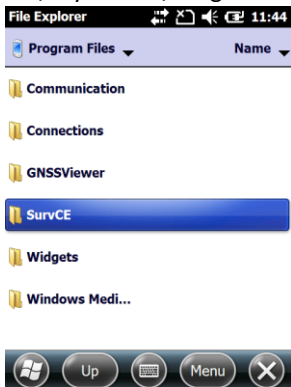 File Explorer 11:44
Program Files Name
Communication
Connections
GNSSViewer
SurvCE
Widgets
Windows Medi...
Up Menu